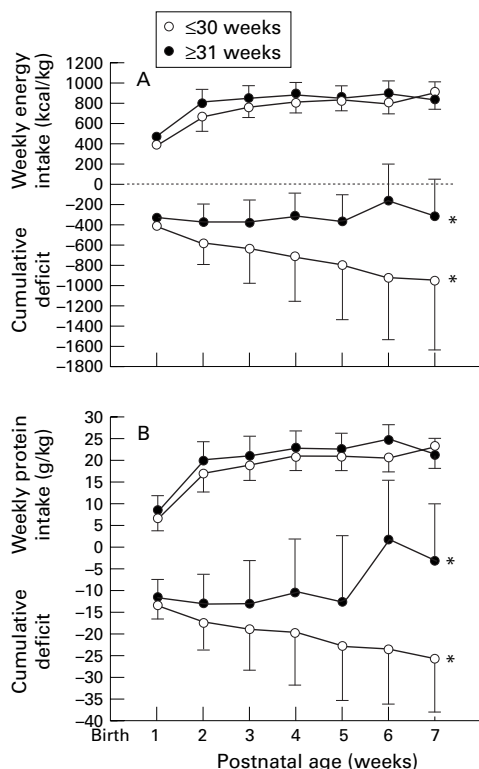 ≤30 weeks
≥31 weeks
A
Weekly energy
intake (kcal/kg)
Cumulative
deficit
1200
1000
800
600
400
200
0
–200
–400
–600
–800
–1000
–1200
–1400
–1600
–1800
*
*
B
Weekly protein
intake (g/kg)
Cumulative
deficit
30
25
20
15
10
5
0
–5
–10
–15
–20
–25
–30
–35
–40
*
*
Birth 1 2 3 4 5 6 7
Postnatal age (weeks)